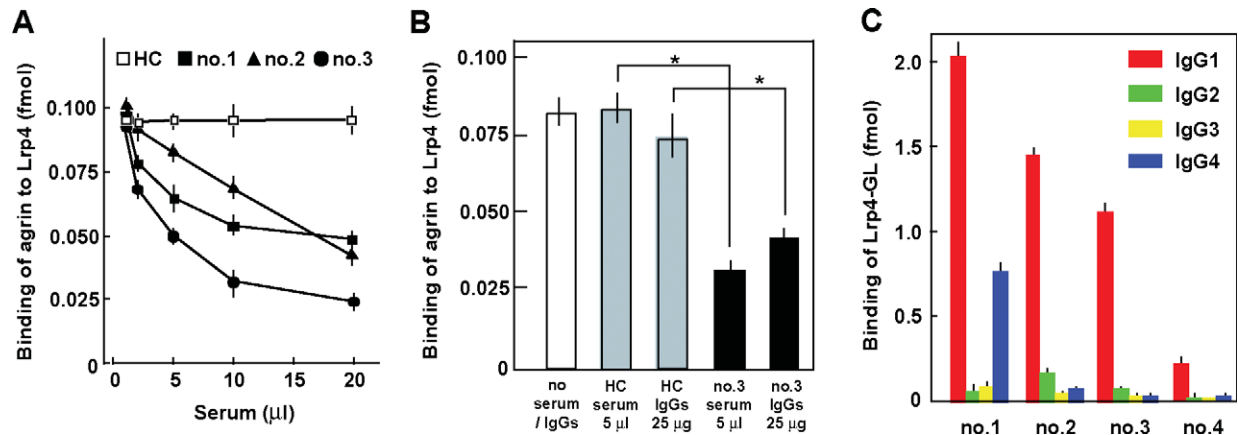 A
HC no.1 no.2 no.3
Binding of agrin to Lrp4 (fmol)
0.100
0.075
0.050
0.025
0
0 5 10 15 20
Serum (µl)
B
Binding of agrin to Lrp4 (fmol)
0.100
0.075
0.050
0.025
0
* *
no serum / IgGs
HC serum 5 µl
HC IgGs 25 µg
no.3 serum 5 µl
no.3 IgGs 25 µg
C
Binding of Lrp4-GL (fmol)
2.0
1.5
1.0
0.5
0
IgG1
IgG2
IgG3
IgG4
no.1 no.2 no.3 no.4